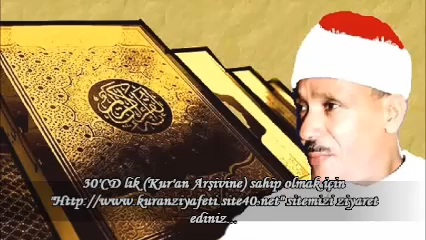 30'CD lik (Kur'an Arşivine) sahip olmak için
"Http://www.kuranziyafeti.site40.net" sitemizi ziyaret
ediniz...